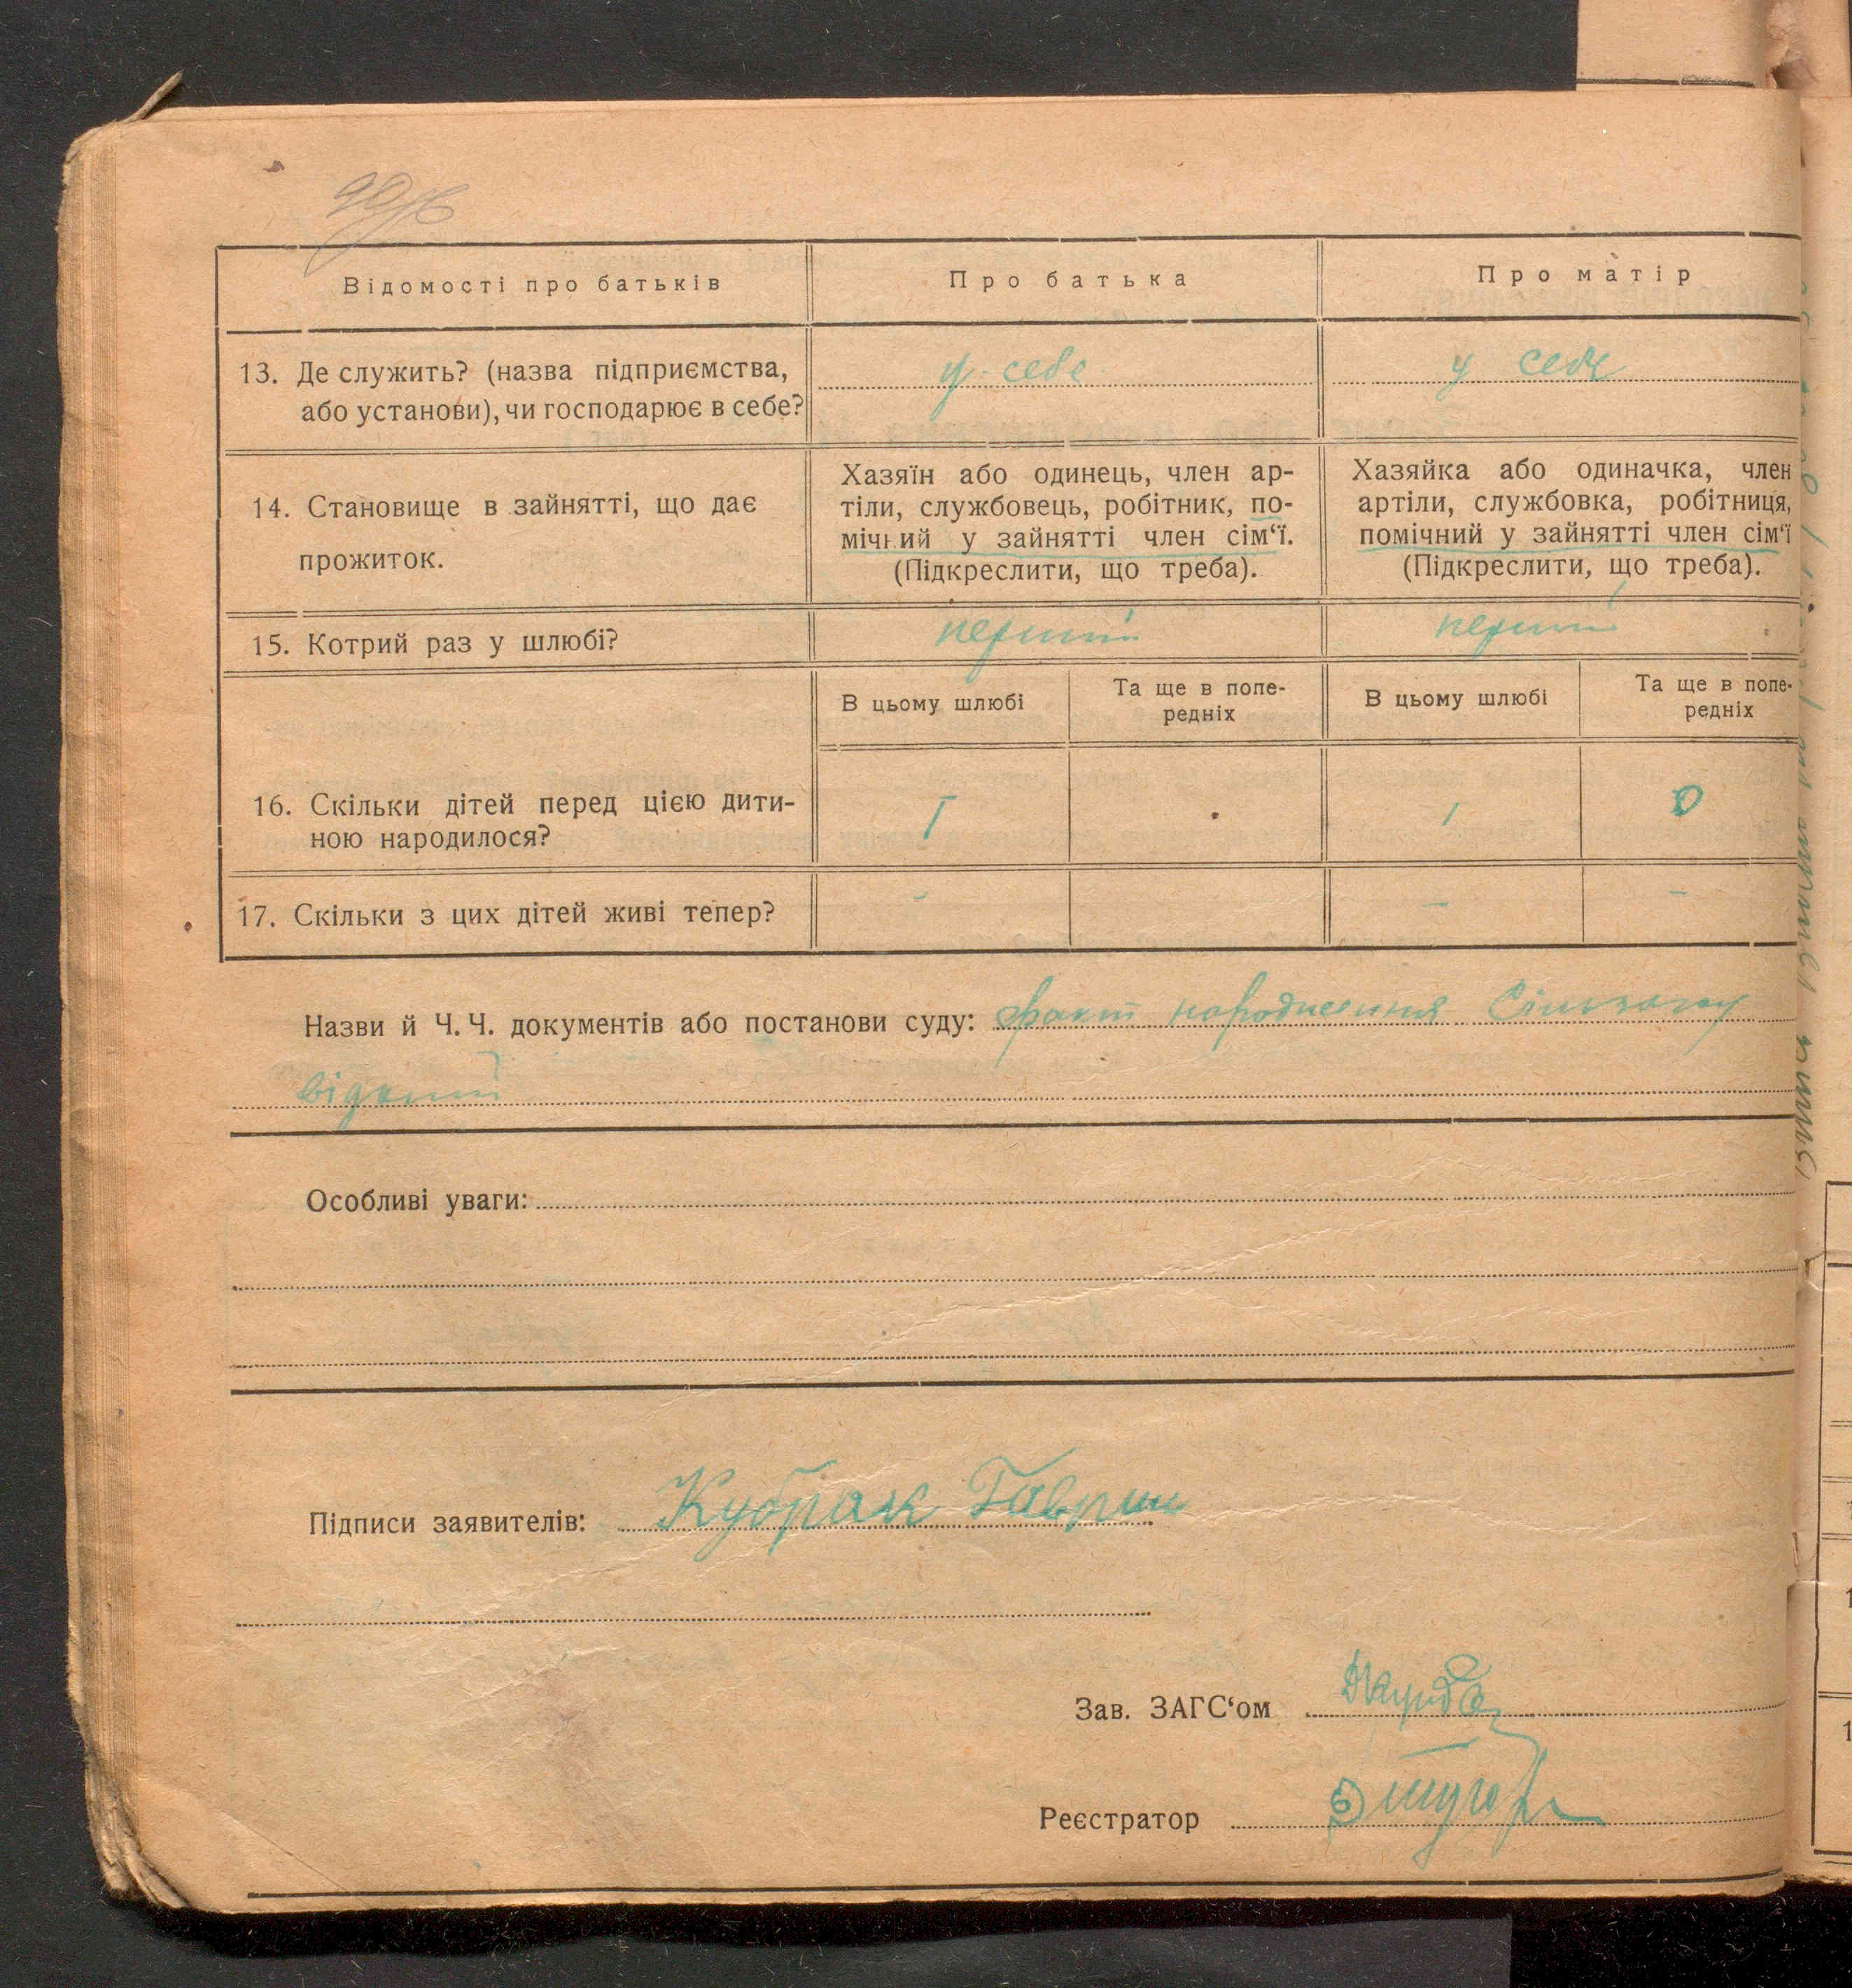 Відомості про батьків
Про батька
Про матір
13. Де служить? (назва підприємства,
або установи), чи господарює в себе?
у себе
у себе
14. Становище в зайнятті, що дає
прожиток.
Хазяїн або одинець, член ар-
тіли, службовець, робітник, по-
мічний у зайнятті член сім‘ї.
(Підкреслити, що треба).
Хазяйка або одиначка, член
артіли, службовка, робітниця,
помічний у зайнятті член сім‘ї
(Підкреслити, що треба).
15. Котрий раз у шлюбі?
перший
перший
В цьому шлюбі
Та ще в попе-
редніх
В цьому шлюбі
Та ще в попе-
редніх
16. Скільки дітей перед цією дити-
ною народилося?
I
1
0
17. Скільки з цих дітей живі тепер?
-
-
-
Назви й Ч. Ч. документів або постанови суду: факт народження
Особливі уваги:
Підписи заявителів: Кубрак Гаврил
Зав. ЗАГС‘ом
Реєстратор